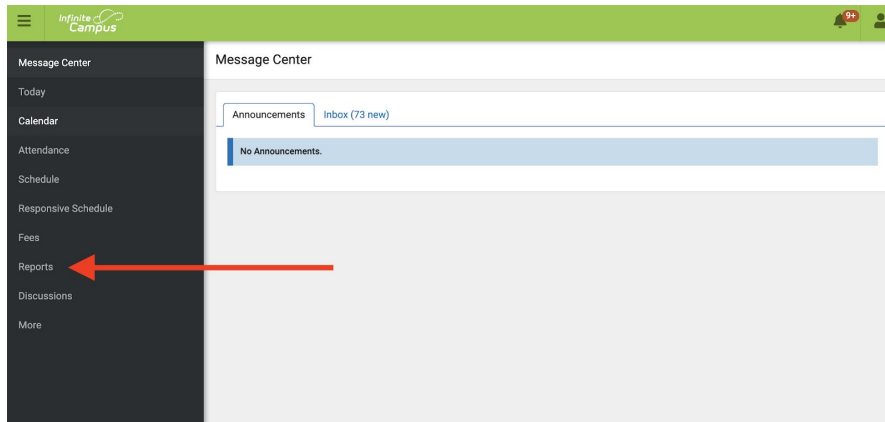 Infinite
Campus
9+
Message Center
Message Center
Today
Calendar
Announcements
Inbox (73 new)
No Announcements.
Attendance
Schedule
Responsive Schedule
Fees
Reports
Discussions
More